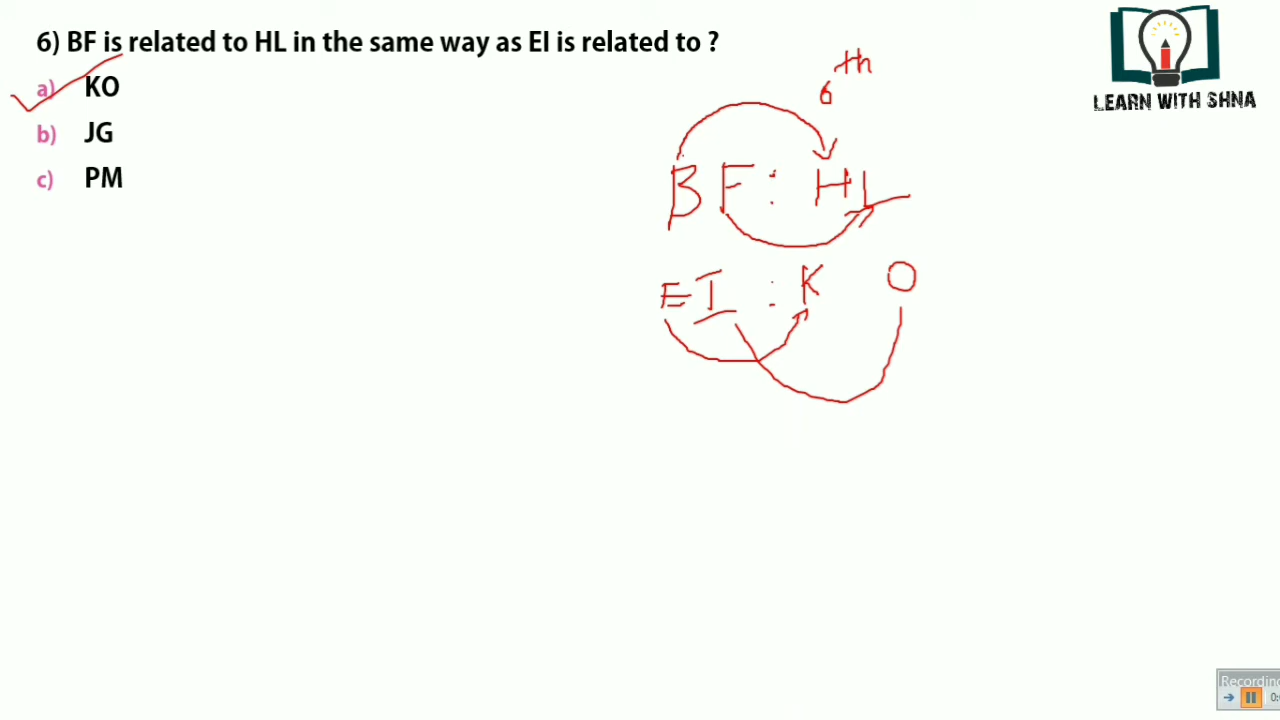 6) BF is related to HL in the same way as EI is related to ?
a) KO
b) JG
c) PM
6th
BF : HL
EI : K O
LEARN WITH SHNA
Recording